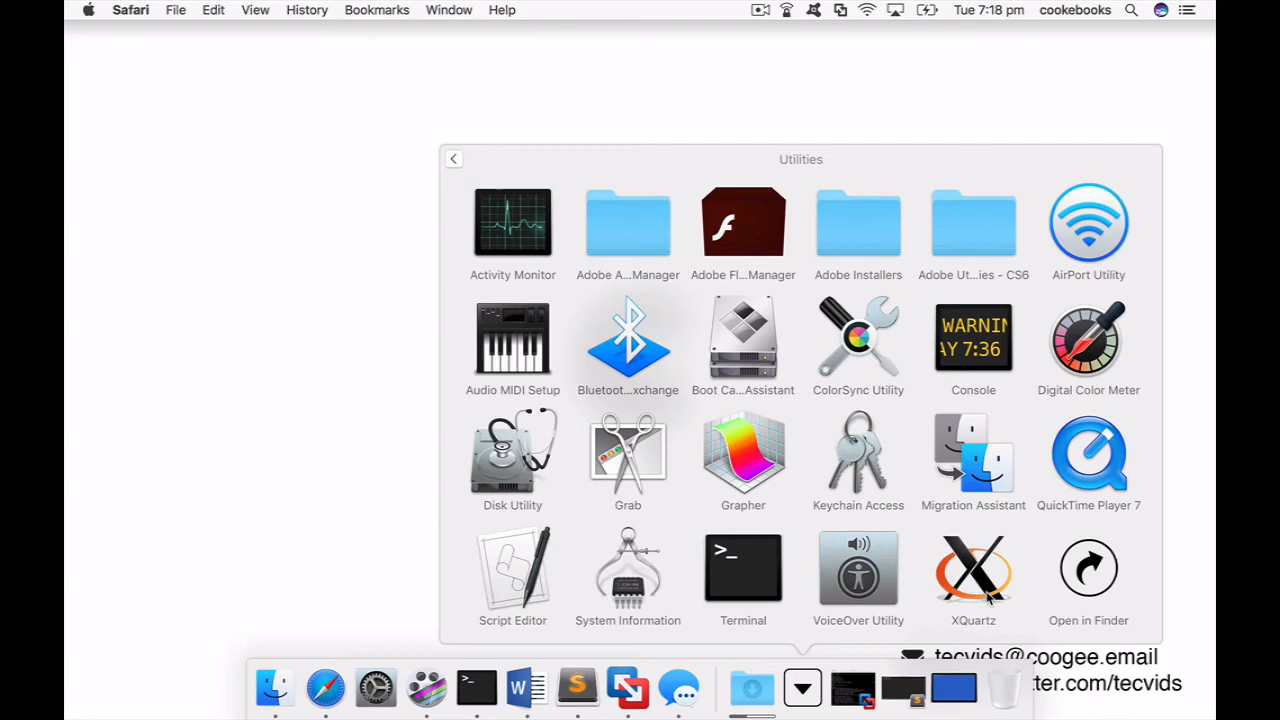 Safari File Edit View History Bookmarks Window Help Tue 7:18 pm cookebooks
Utilities
Activity Monitor Adobe A...Manager Adobe Fl...Manager Adobe Installers Adobe Ut...ies - CS6 AirPort Utility
WARNIN
AY 7:36
Audio MIDI Setup Bluetoot...xchange Boot Ca...Assistant ColorSync Utility Console Digital Color Meter
Disk Utility Grab Grapher Keychain Access Migration Assistant QuickTime Player 7
>_
Script Editor System Information Terminal VoiceOver Utility XQuartz Open in Finder
tecvids@coogee.email
tter.com/tecvids
>_ W S